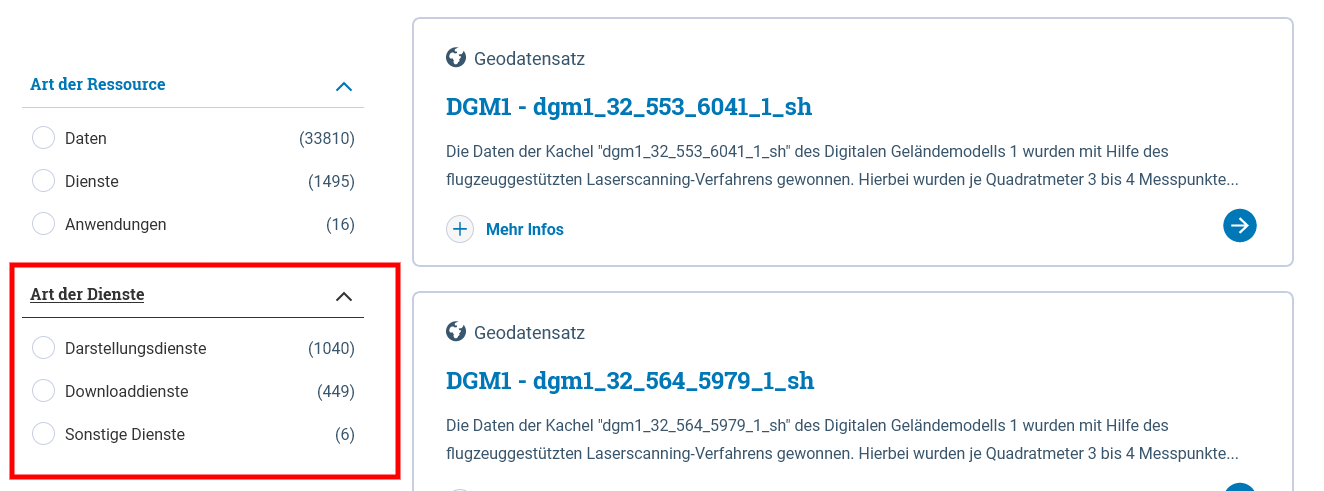 Art der Ressource
Daten (33810)
Dienste (1495)
Anwendungen (16)
Art der Dienste
Darstellungsdienste (1040)
Downloaddienste (449)
Sonstige Dienste (6)
Geodatensatz
DGM1 - dgm1_32_553_6041_1_sh
Die Daten der Kachel "dgm1_32_553_6041_1_sh" des Digitalen Geländemodells 1 wurden mit Hilfe des
flugzeuggestützten Laserscanning-Verfahrens gewonnen. Hierbei wurden je Quadratmeter 3 bis 4 Messpunkte...
Mehr Infos
Geodatensatz
DGM1 - dgm1_32_564_5979_1_sh
Die Daten der Kachel "dgm1_32_564_5979_1_sh" des Digitalen Geländemodells 1 wurden mit Hilfe des
flugzeuggestützten Laserscanning-Verfahrens gewonnen. Hierbei wurden je Quadratmeter 3 bis 4 Messpunkte...